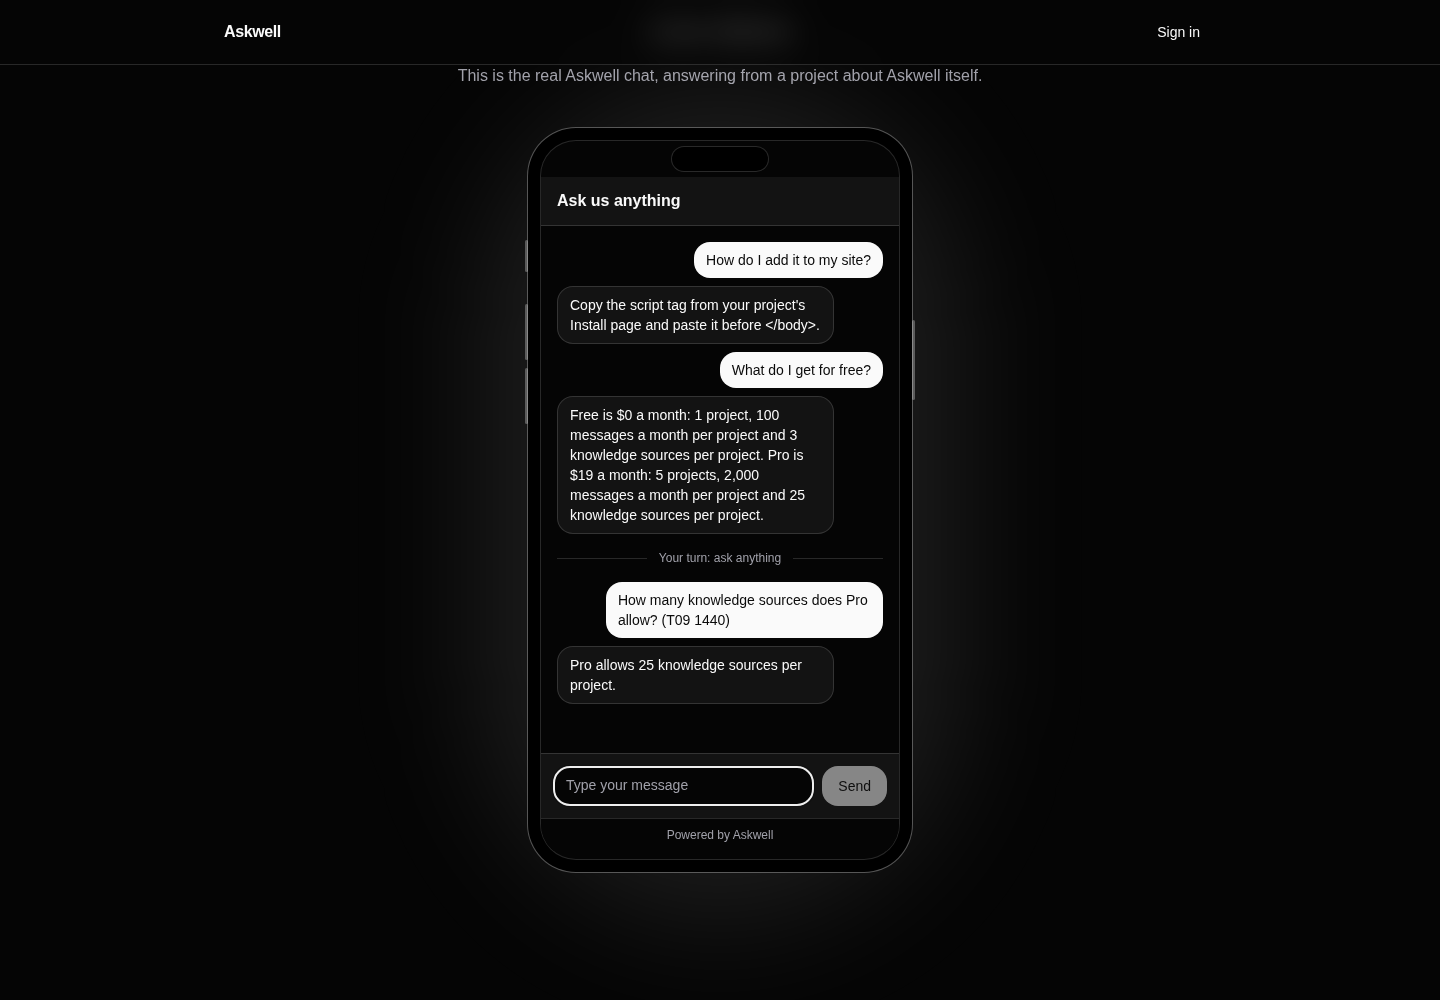 Askwell
Sign in
This is the real Askwell chat, answering from a project about Askwell itself.
Ask us anything
How do I add it to my site?
Copy the script tag from your project's
Install page and paste it before </body>.
What do I get for free?
Free is $0 a month: 1 project, 100
messages a month per project and 3
knowledge sources per project. Pro is
$19 a month: 5 projects, 2,000
messages a month per project and 25
knowledge sources per project.
Your turn: ask anything
How many knowledge sources does Pro
allow? (T09 1440)
Pro allows 25 knowledge sources per
project.
Type your message
Send
Powered by Askwell